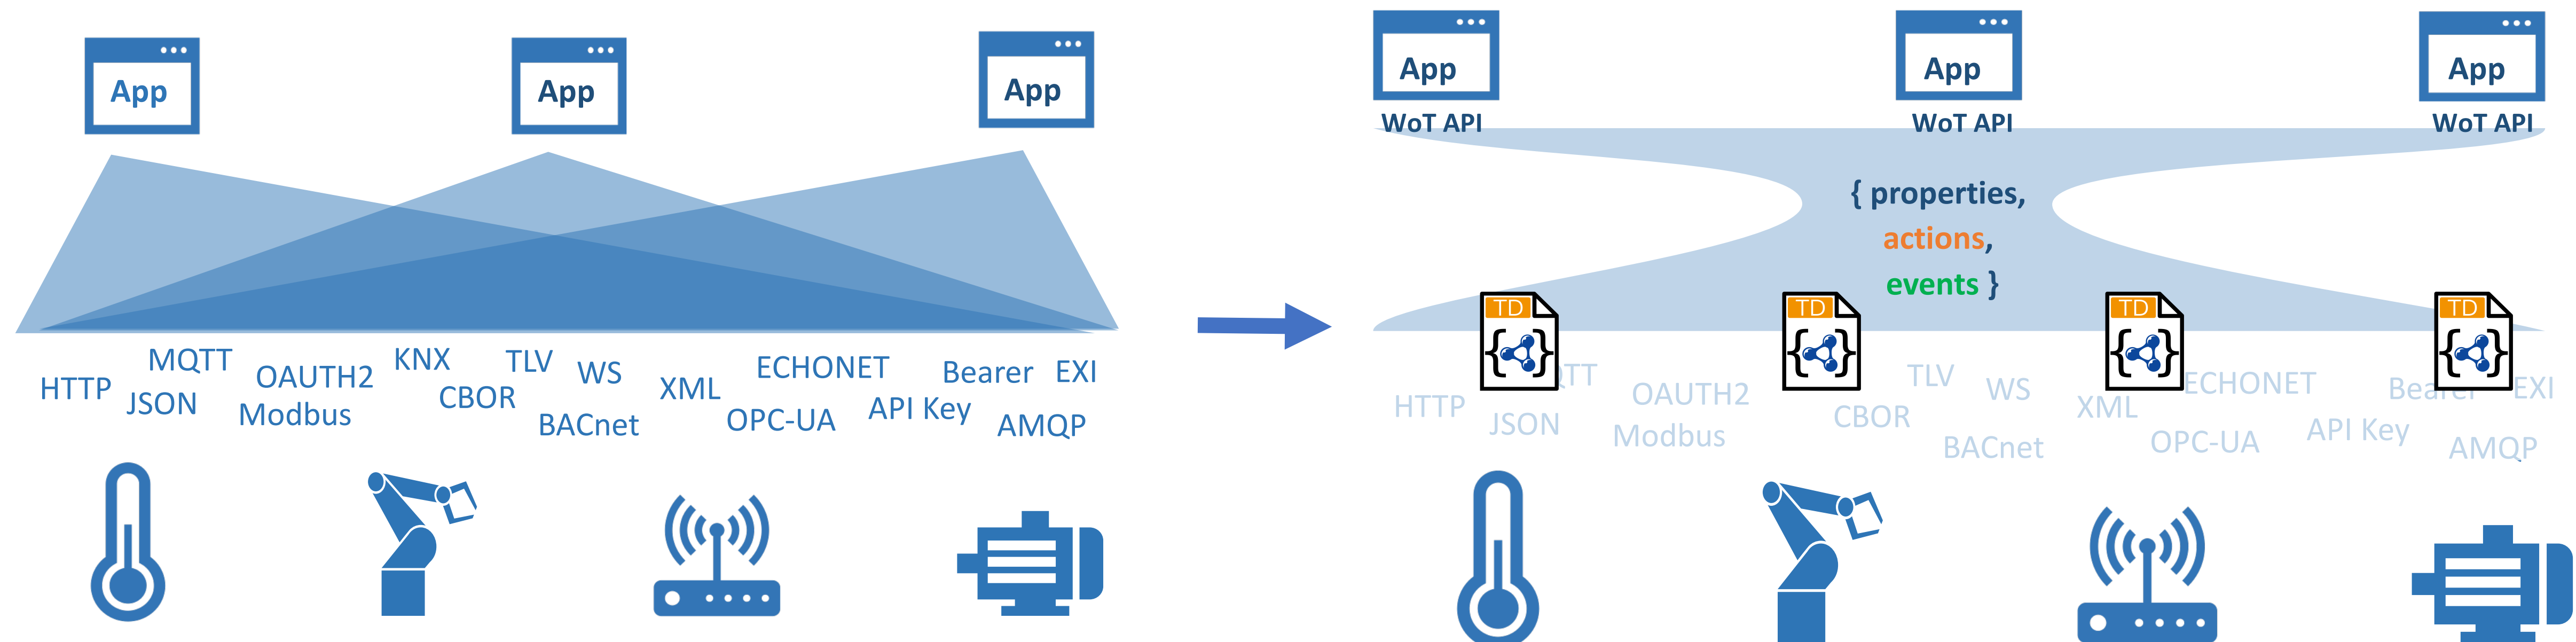 App
App
App
HTTP
MQTT
JSON
OAUTH2
Modbus
KNX
CBOR
TLV
WS
BACnet
XML
ECHONET
OPC-UA
API Key
Bearer
EXI
AMQP
App
WoT API
App
WoT API
App
WoT API
{ properties,
actions,
events }
TD
TD
TD
TD
HTTP
JSON
OAUTH2
Modbus
CBOR
TLV
WS
BACnet
XML
ECHONET
OPC-UA
API Key
Bearer
EXI
AMQP